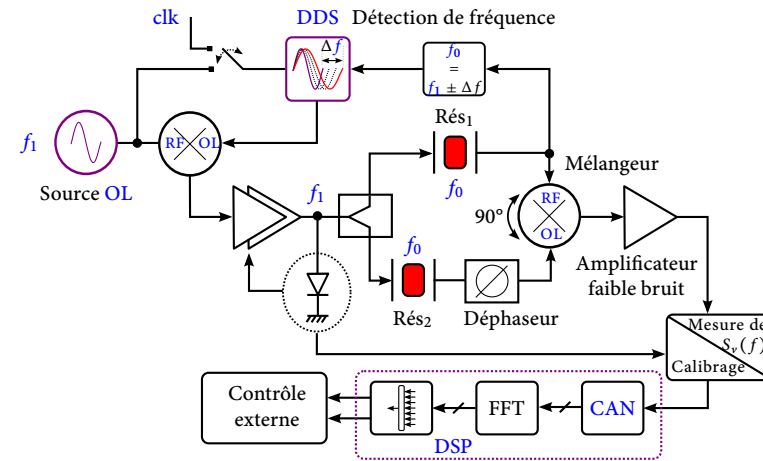 clk
DDS
Détection de fréquence
Δf
f₀
=
f₁ ± Δf
f₁
RF
OL
Source OL
Rés₁
f₀
Mélangeur
90°
RF
OL
f₁
f₀
Rés₂
Déphaseur
Amplificateur
faible bruit
Mesure de
Sᵥ(f)
Calibrage
Contrôle
externe
FFT
CAN
DSP